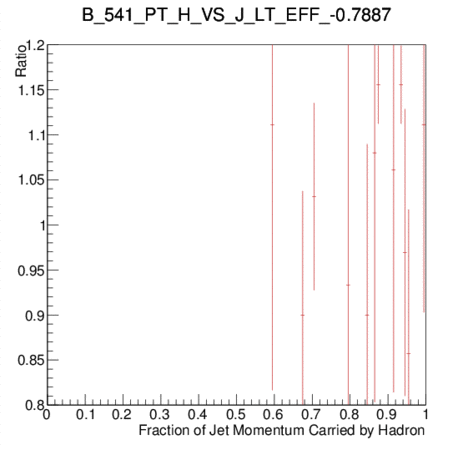 B_541_PT_H_VS_J_LT_EFF_-0.7887
Ratio
1.2
1.15
1.1
1.05
1
0.95
0.9
0.85
0.8
0 0.1 0.2 0.3 0.4 0.5 0.6 0.7 0.8 0.9 1
Fraction of Jet Momentum Carried by Hadron